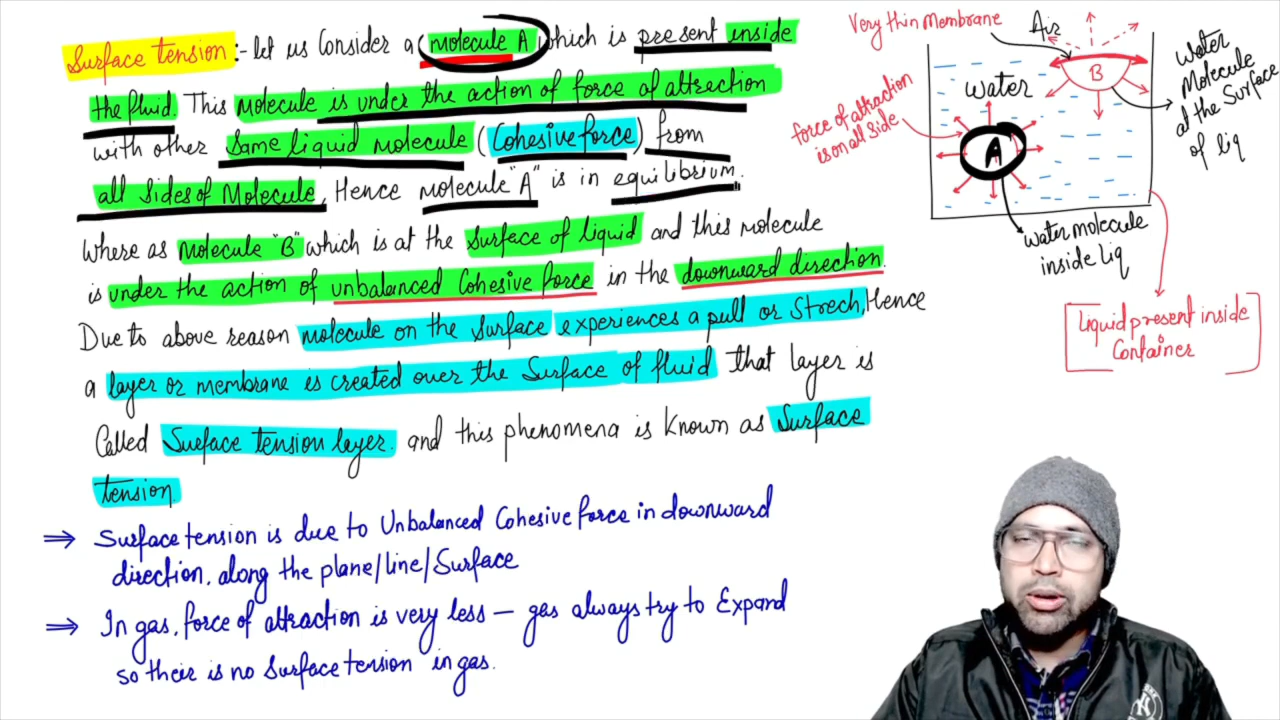 Surface tension :- let us Consider a (molecule A) which is present inside
the fluid. This molecule is under the action of force of attraction
with other Same liquid molecule (Cohesive force) from
all Sides of Molecule, Hence molecule "A" is in equilibrium.
Where as Molecule "B" which is at the Surface of liquid and this molecule
is under the action of unbalanced Cohesive force in the downward direction.
Due to above reason molecule on the Surface experiences a pull or Strech, Hence
a layer or membrane is created over the Surface of fluid that layer is
Called Surface tension layer. and this phenomena is known as Surface
tension
⇒ Surface tension is due to Unbalanced Cohesive force in downward
direction, along the plane/line/Surface
⇒ In gas, force of attraction is very less — gas always try to Expand
so their is no Surface tension in gas.
Very thin Membrane
Air
B
Water
Molecule
at the Surface
of liq
water
force of attraction
is on all Side
A
water molecule
inside Liq
Liquid present inside
Container